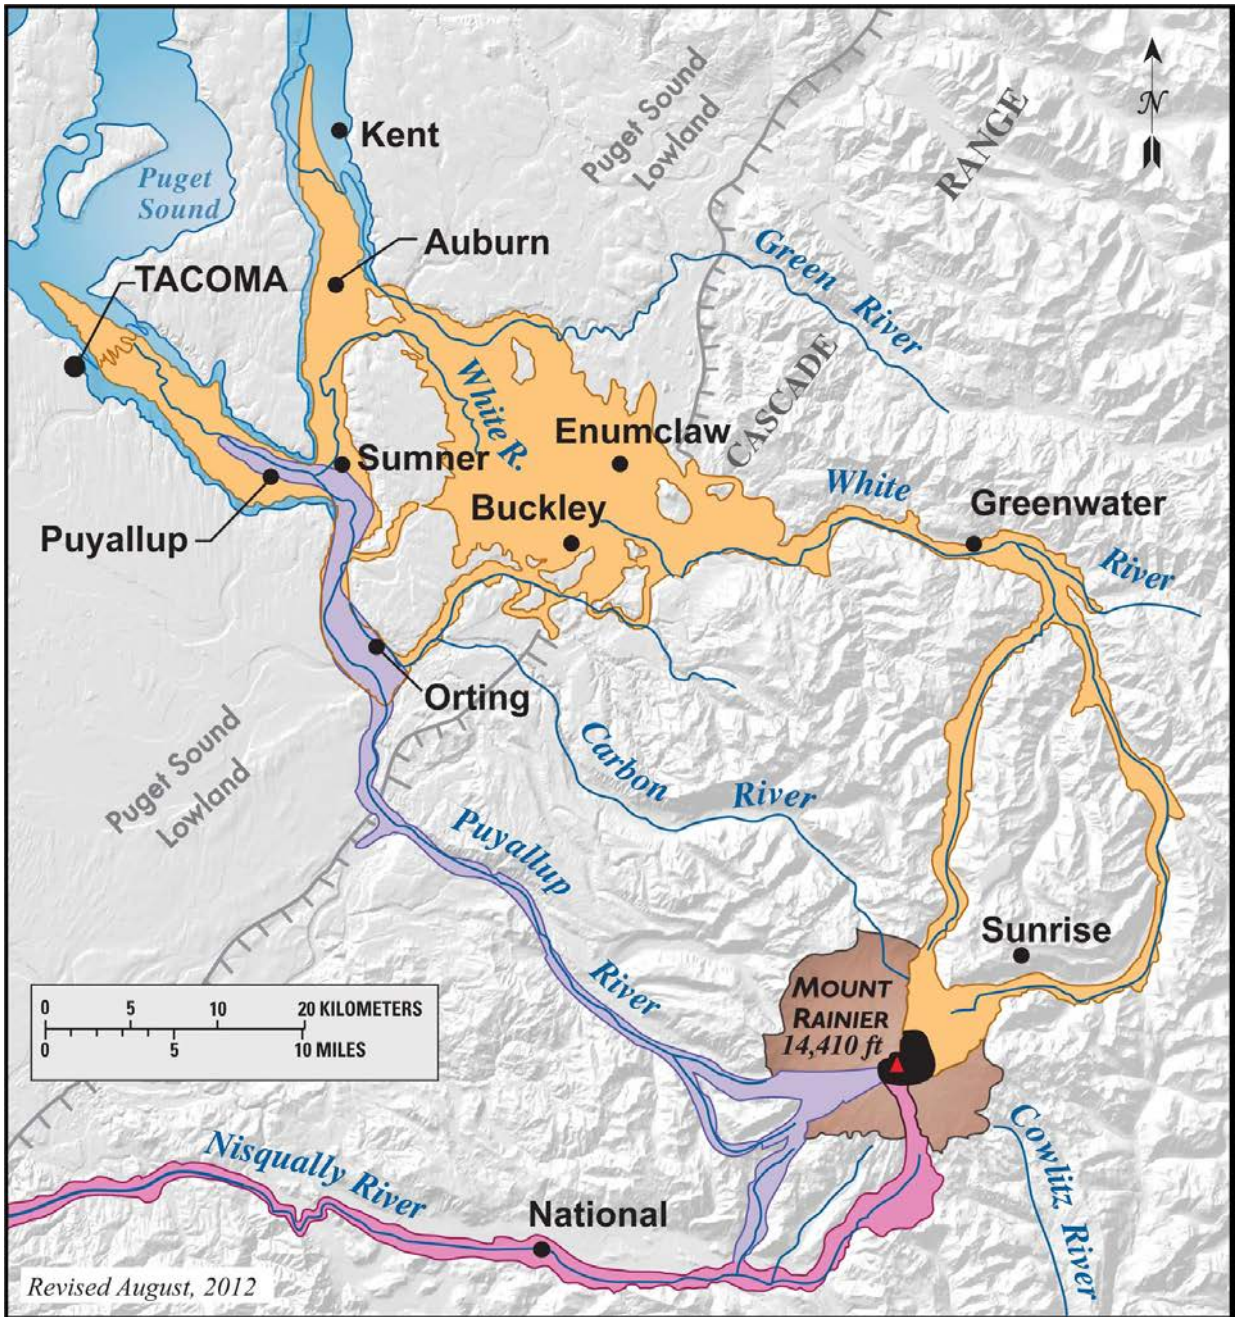 Kent
Puget Sound
Lowland
RANGE
N
Puget
Sound
Auburn
TACOMA
Green River
CASCADE
White R.
Enumclaw
Sumner
White
Greenwater
Buckley
Puyallup
River
Orting
Puget Sound
Lowland
Carbon
River
Puyallup
River
Sunrise
MOUNT
RAINIER
14,410 ft
0 5 10 20 KILOMETERS
0 5 10 MILES
Nisqually River
Cowlitz River
National
Revised August, 2012